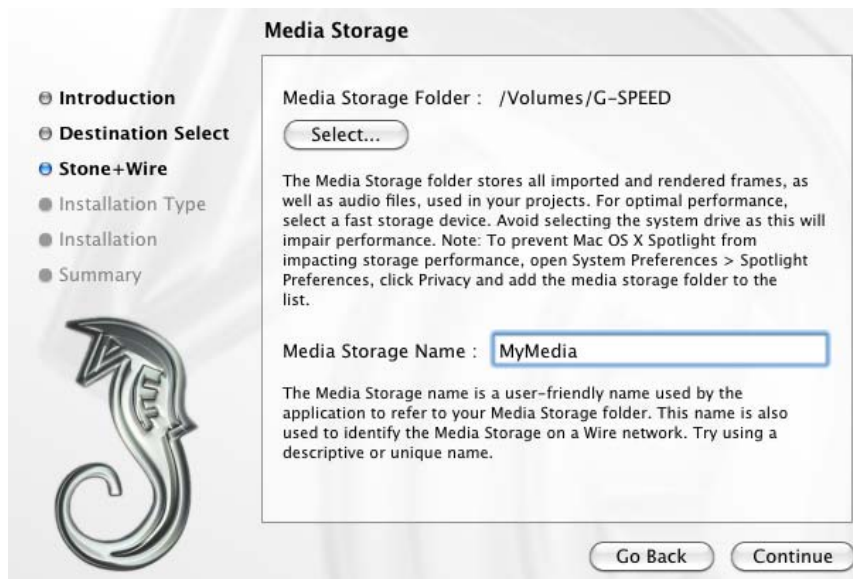 Media Storage
Introduction
Destination Select
Stone+Wire
Installation Type
Installation
Summary
Media Storage Folder : /Volumes/G-SPEED
Select...
The Media Storage folder stores all imported and rendered frames, as
well as audio files, used in your projects. For optimal performance,
select a fast storage device. Avoid selecting the system drive as this will
impair performance. Note: To prevent Mac OS X Spotlight from
impacting storage performance, open System Preferences > Spotlight
Preferences, click Privacy and add the media storage folder to the
list.
Media Storage Name : MyMedia
The Media Storage name is a user-friendly name used by the
application to refer to your Media Storage folder. This name is also
used to identify the Media Storage on a Wire network. Try using a
descriptive or unique name.
Go Back
Continue